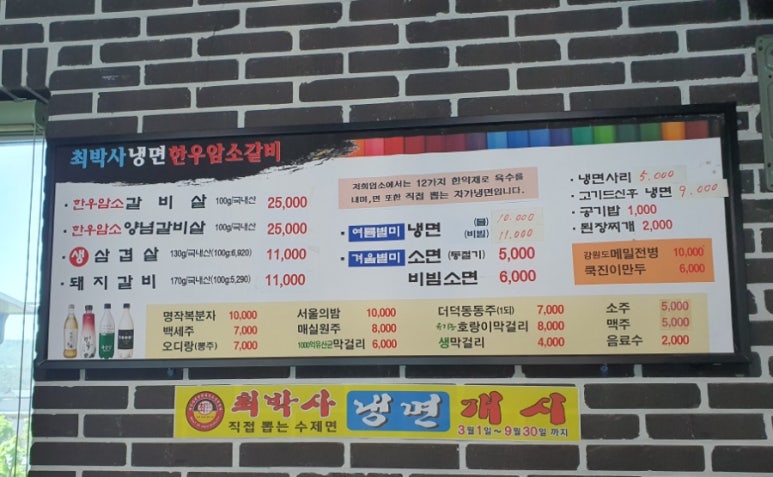 최박사냉면한우암소갈비
한우암소갈비살 100g/국내산 25,000
한우암소양념갈비살 100g/국내산 25,000
생삼겹살 130g/국내산(100g:6,920) 11,000
돼지갈비 170g/국내산(100g:5,290) 11,000
저희업소에서는 12가지 한약재로 육수를
내며, 면 또한 직접 뽑는 자가냉면입니다.
여름별미 냉면 (물) 10.000
(비빔) 11.000
겨울별미 소면 (동절기) 5,000
비빔소면 6,000
냉면사리 5.000
고기드신후 냉면 9.000
공기밥 1,000
된장찌개 2,000
강원도메밀전병 10,000
쿡진이만두 6,000
명작복분자 10,000
백세주 7,000
오디랑(뽕주) 7,000
서울의밤 10,000
매실원주 8,000
1000억유산균막걸리 6,000
더덕동동주(1되) 7,000
호랑이막걸리 8,000
생막걸리 4,000
소주 5,000
맥주 5,000
음료수 2,000
최박사 냉면 개시
직접 뽑는 수제면 3월1일~9월30일 까지